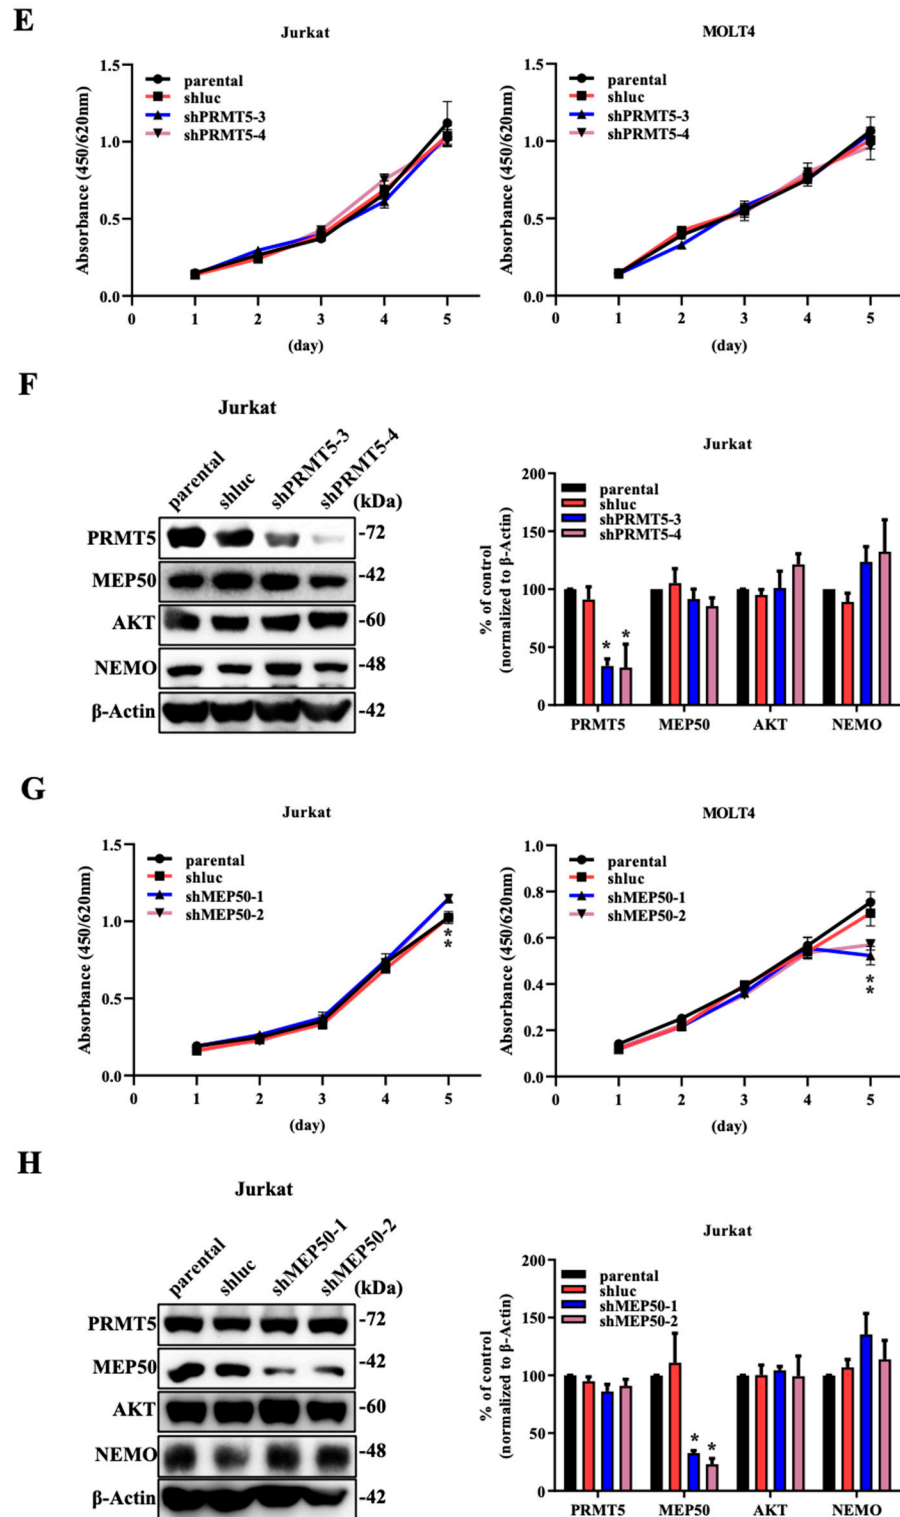 E
Jurkat
1.5
1.0
0.5
0.0
Absorbance (450/620nm)
parental
shluc
shPRMT5-3
shPRMT5-4
0 1 2 3 4 5
(day)
MOLT4
1.5
1.0
0.5
0.0
Absorbance (450/620nm)
parental
shluc
shPRMT5-3
shPRMT5-4
0 1 2 3 4 5
(day)
F
Jurkat
parental shluc shPRMT5-3 shPRMT5-4 (kDa)
PRMT5 -72
MEP50 -42
AKT -60
NEMO -48
β-Actin -42
Jurkat
200
150
100
50
0
% of control
(normalized to β-Actin)
parental
shluc
shPRMT5-3
shPRMT5-4
* *
PRMT5 MEP50 AKT NEMO
G
Jurkat
1.5
1.0
0.5
0.0
Absorbance (450/620nm)
parental
shluc
shMEP50-1
shMEP50-2
*
*
0 1 2 3 4 5
(day)
MOLT4
1.0
0.8
0.6
0.4
0.2
0.0
Absorbance (450/620nm)
parental
shluc
shMEP50-1
shMEP50-2
*
*
0 1 2 3 4 5
(day)
H
Jurkat
parental shluc shMEP50-1 shMEP50-2 (kDa)
PRMT5 -72
MEP50 -42
AKT -60
NEMO -48
β-Actin -42
Jurkat
200
150
100
50
0
% of control
(normalized to β-Actin)
parental
shluc
shMEP50-1
shMEP50-2
* *
PRMT5 MEP50 AKT NEMO